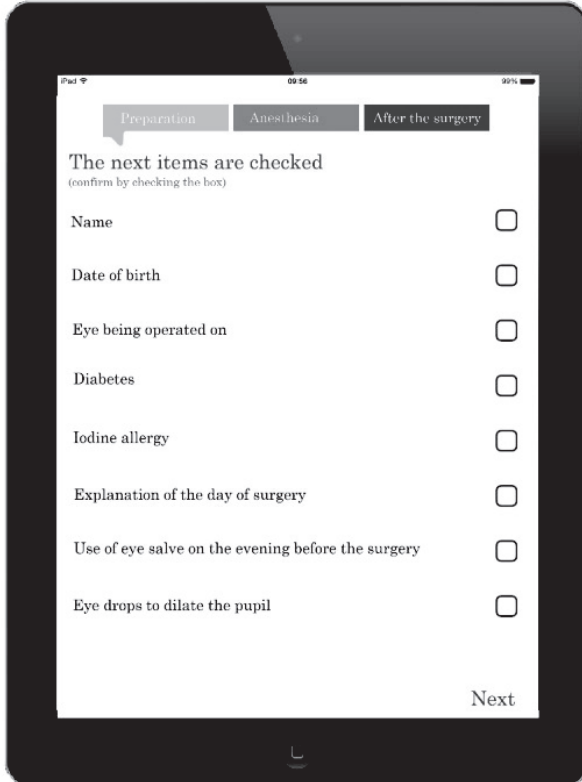 iPad 09:56 99%
Preparation Anesthesia After the surgery
The next items are checked
(confirm by checking the box)
Name
Date of birth
Eye being operated on
Diabetes
Iodine allergy
Explanation of the day of surgery
Use of eye salve on the evening before the surgery
Eye drops to dilate the pupil
Next